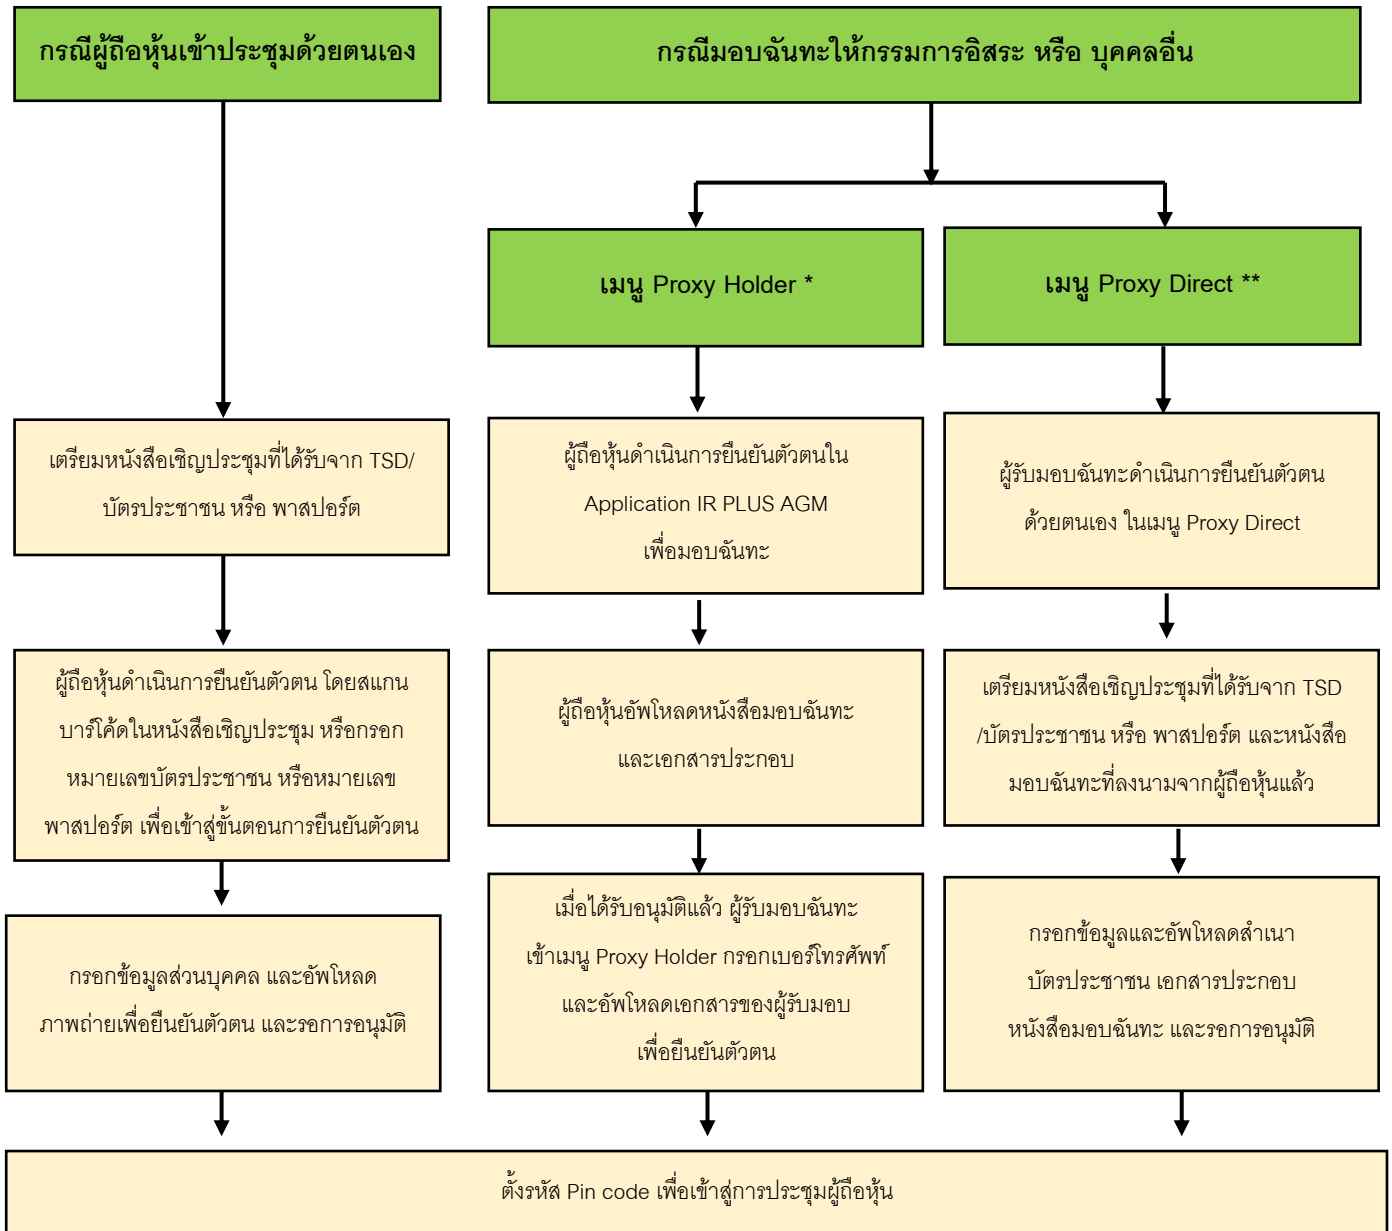 กรณีผู้ถือหุ้นเข้าประชุมด้วยตนเอง
กรณีมอบฉันทะให้กรรมการอิสระ หรือ บุคคลอื่น
เมนู Proxy Holder *
เมนู Proxy Direct **
เตรียมหนังสือเชิญประชุมที่ได้รับจาก TSD/
บัตรประชาชน หรือ พาสปอร์ต
ผู้ถือหุ้นดำเนินการยืนยันตัวตนใน
Application IR PLUS AGM
เพื่อมอบฉันทะ
ผู้รับมอบฉันทะดำเนินการยืนยันตัวตน
ด้วยตนเอง ในเมนู Proxy Direct
ผู้ถือหุ้นดำเนินการยืนยันตัวตน โดยสแกน
บาร์โค้ดในหนังสือเชิญประชุม หรือกรอก
หมายเลขบัตรประชาชน หรือหมายเลข
พาสปอร์ต เพื่อเข้าสู่ขั้นตอนการยืนยันตัวตน
ผู้ถือหุ้นอัพโหลดหนังสือมอบฉันทะ
และเอกสารประกอบ
เตรียมหนังสือเชิญประชุมที่ได้รับจาก TSD
/บัตรประชาชน หรือ พาสปอร์ต และหนังสือ
มอบฉันทะที่ลงนามจากผู้ถือหุ้นแล้ว
กรอกข้อมูลส่วนบุคคล และอัพโหลด
ภาพถ่ายเพื่อยืนยันตัวตน และรอการอนุมัติ
เมื่อได้รับอนุมัติแล้ว ผู้รับมอบฉันทะ
เข้าเมนู Proxy Holder กรอกเบอร์โทรศัพท์
และอัพโหลดเอกสารของผู้รับมอบ
เพื่อยืนยันตัวตน
กรอกข้อมูลและอัพโหลดสำเนา
บัตรประชาชน เอกสารประกอบ
หนังสือมอบฉันทะ และรอการอนุมัติ
ตั้งรหัส Pin code เพื่อเข้าสู่การประชุมผู้ถือหุ้น